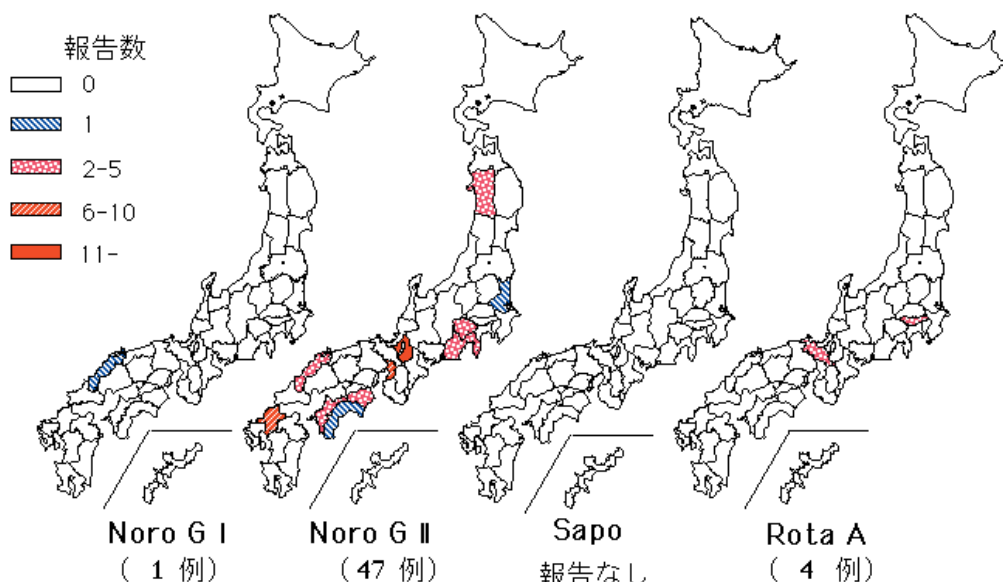 報告数
0
1
2-5
6-10
11-
Noro G Ⅰ
( 1 例)
Noro G Ⅱ
(47 例)
Sapo
報告なし
Rota A
( 4 例)